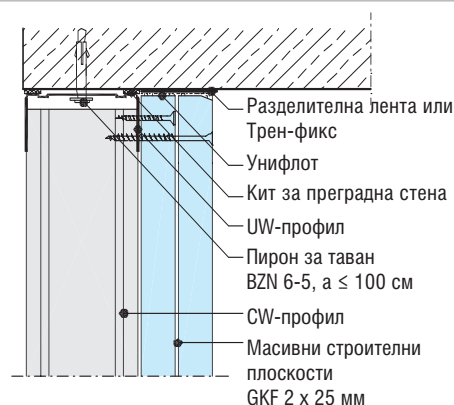 Разделителна лента или
Трен-фикс
Унифлот
Кит за преградна стена
UW-профил
Пирон за таван
BZN 6-5, a ≤ 100 см
CW-профил
Масивни строителни
плоскости
GKF 2 x 25 мм